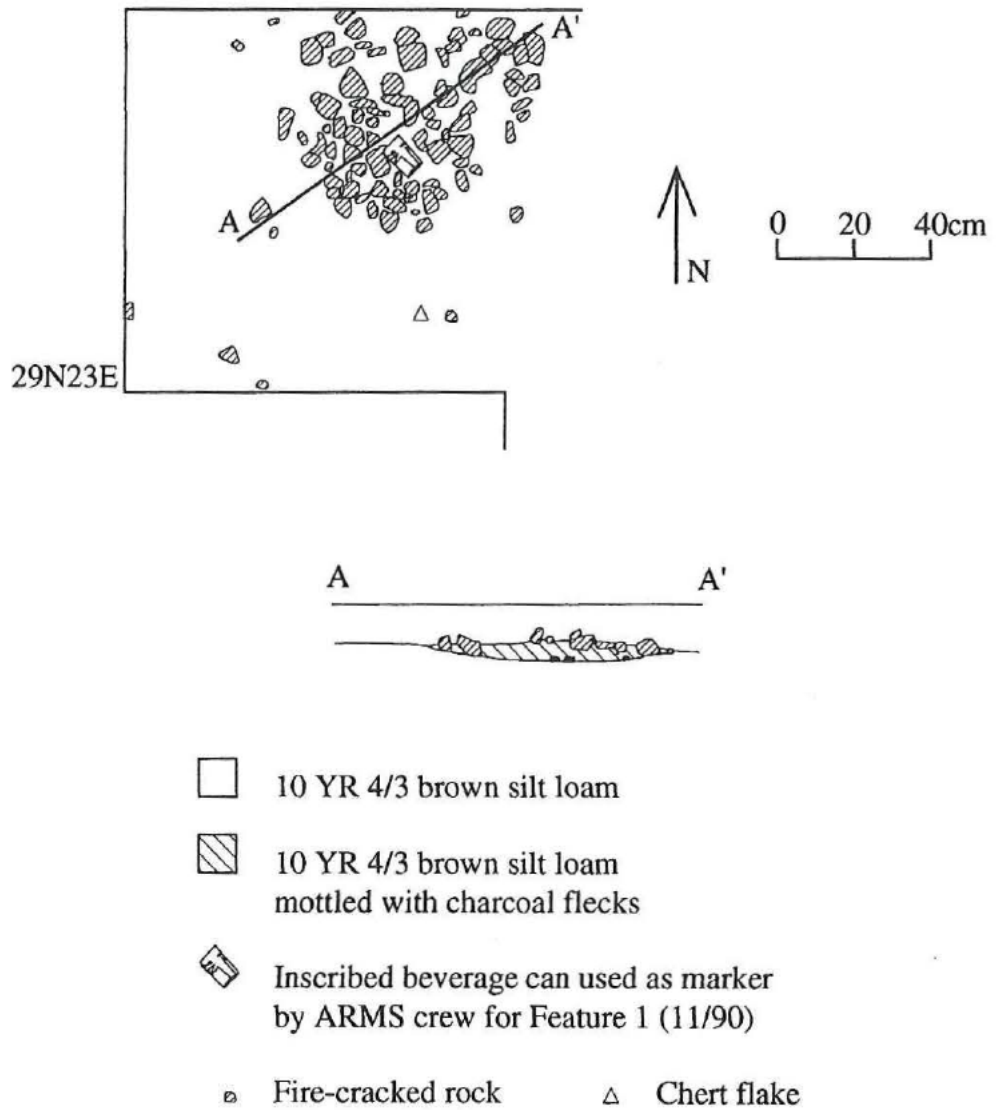 A'
A
N
0 20 40cm
29N23E
A A'
10 YR 4/3 brown silt loam
10 YR 4/3 brown silt loam
mottled with charcoal flecks
Inscribed beverage can used as marker
by ARMS crew for Feature 1 (11/90)
Fire-cracked rock Chert flake